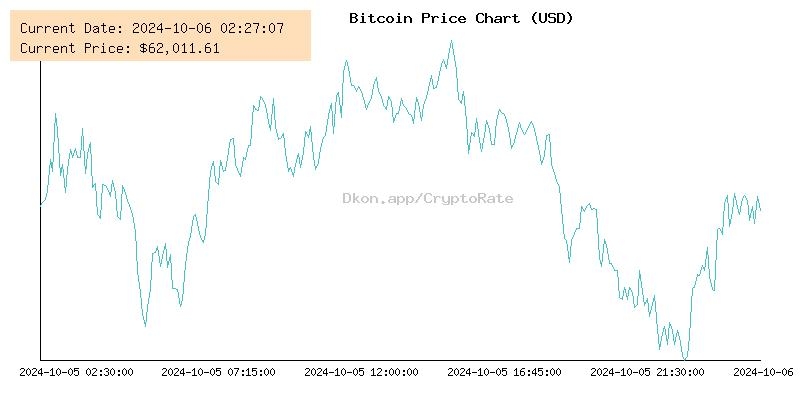 Bitcoin Price Chart (USD)
Current Date: 2024-10-06 02:27:07
Current Price: $62,011.61
Dkon.app/CryptoRate
2024-10-05 02:30:00 2024-10-05 07:15:00 2024-10-05 12:00:00 2024-10-05 16:45:00 2024-10-05 21:30:00 2024-10-06